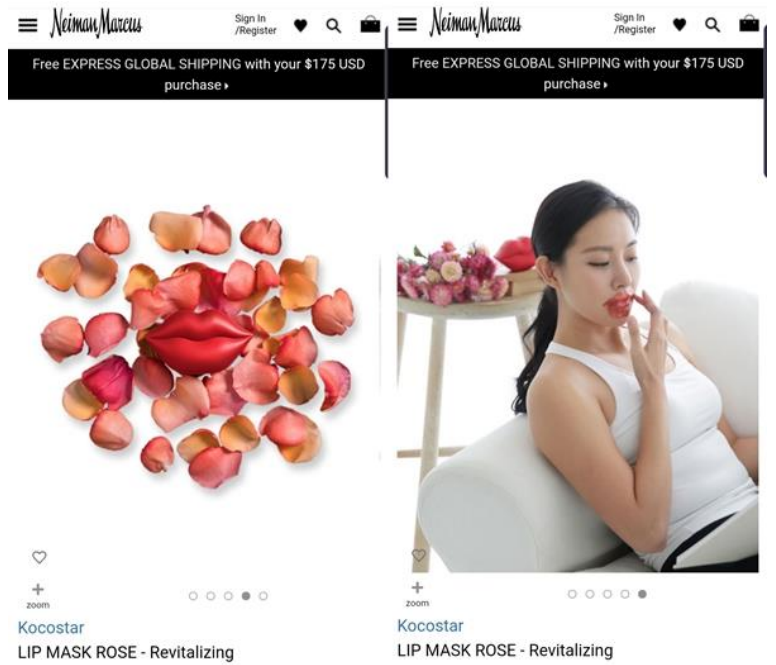 Neiman Marcus
Sign In
/Register
Free EXPRESS GLOBAL SHIPPING with your $175 USD
purchase
zoom
Kocostar
LIP MASK ROSE - Revitalizing
Neiman Marcus
Sign In
/Register
Free EXPRESS GLOBAL SHIPPING with your $175 USD
purchase
zoom
Kocostar
LIP MASK ROSE - Revitalizing